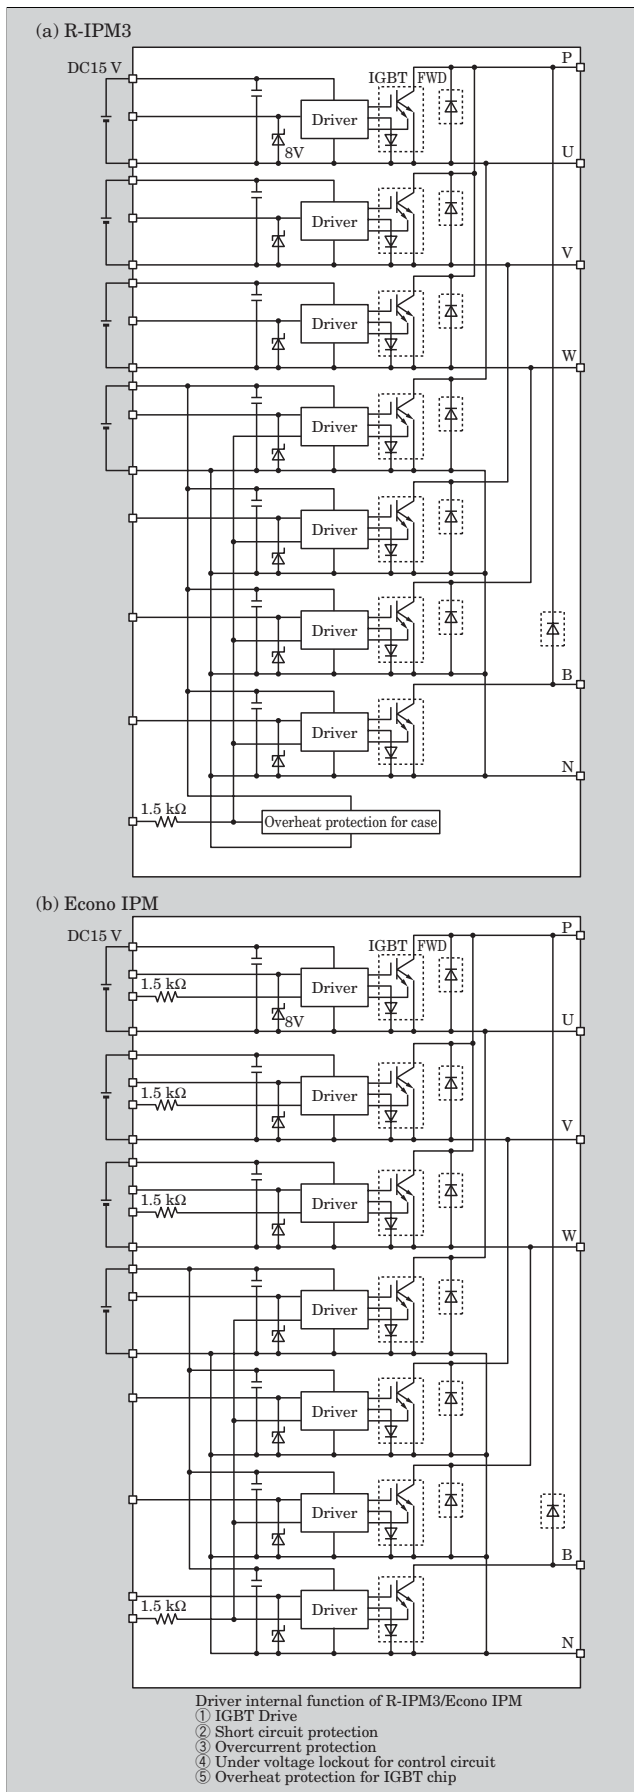 (a) R-IPM3
DC15 V
P
IGBT FWD
Driver
8V
U
Driver
V
Driver
W
Driver
Driver
Driver
B
Driver
N
1.5 kΩ
Overheat protection for case
(b) Econo IPM
DC15 V
P
IGBT FWD
1.5 kΩ
Driver
8V
U
1.5 kΩ
Driver
V
1.5 kΩ
Driver
W
Driver
Driver
Driver
B
1.5 kΩ
Driver
N
Driver internal function of R-IPM3/Econo IPM
① IGBT Drive
② Short circuit protection
③ Overcurrent protection
④ Under voltage lockout for control circuit
⑤ Overheat protection for IGBT chip